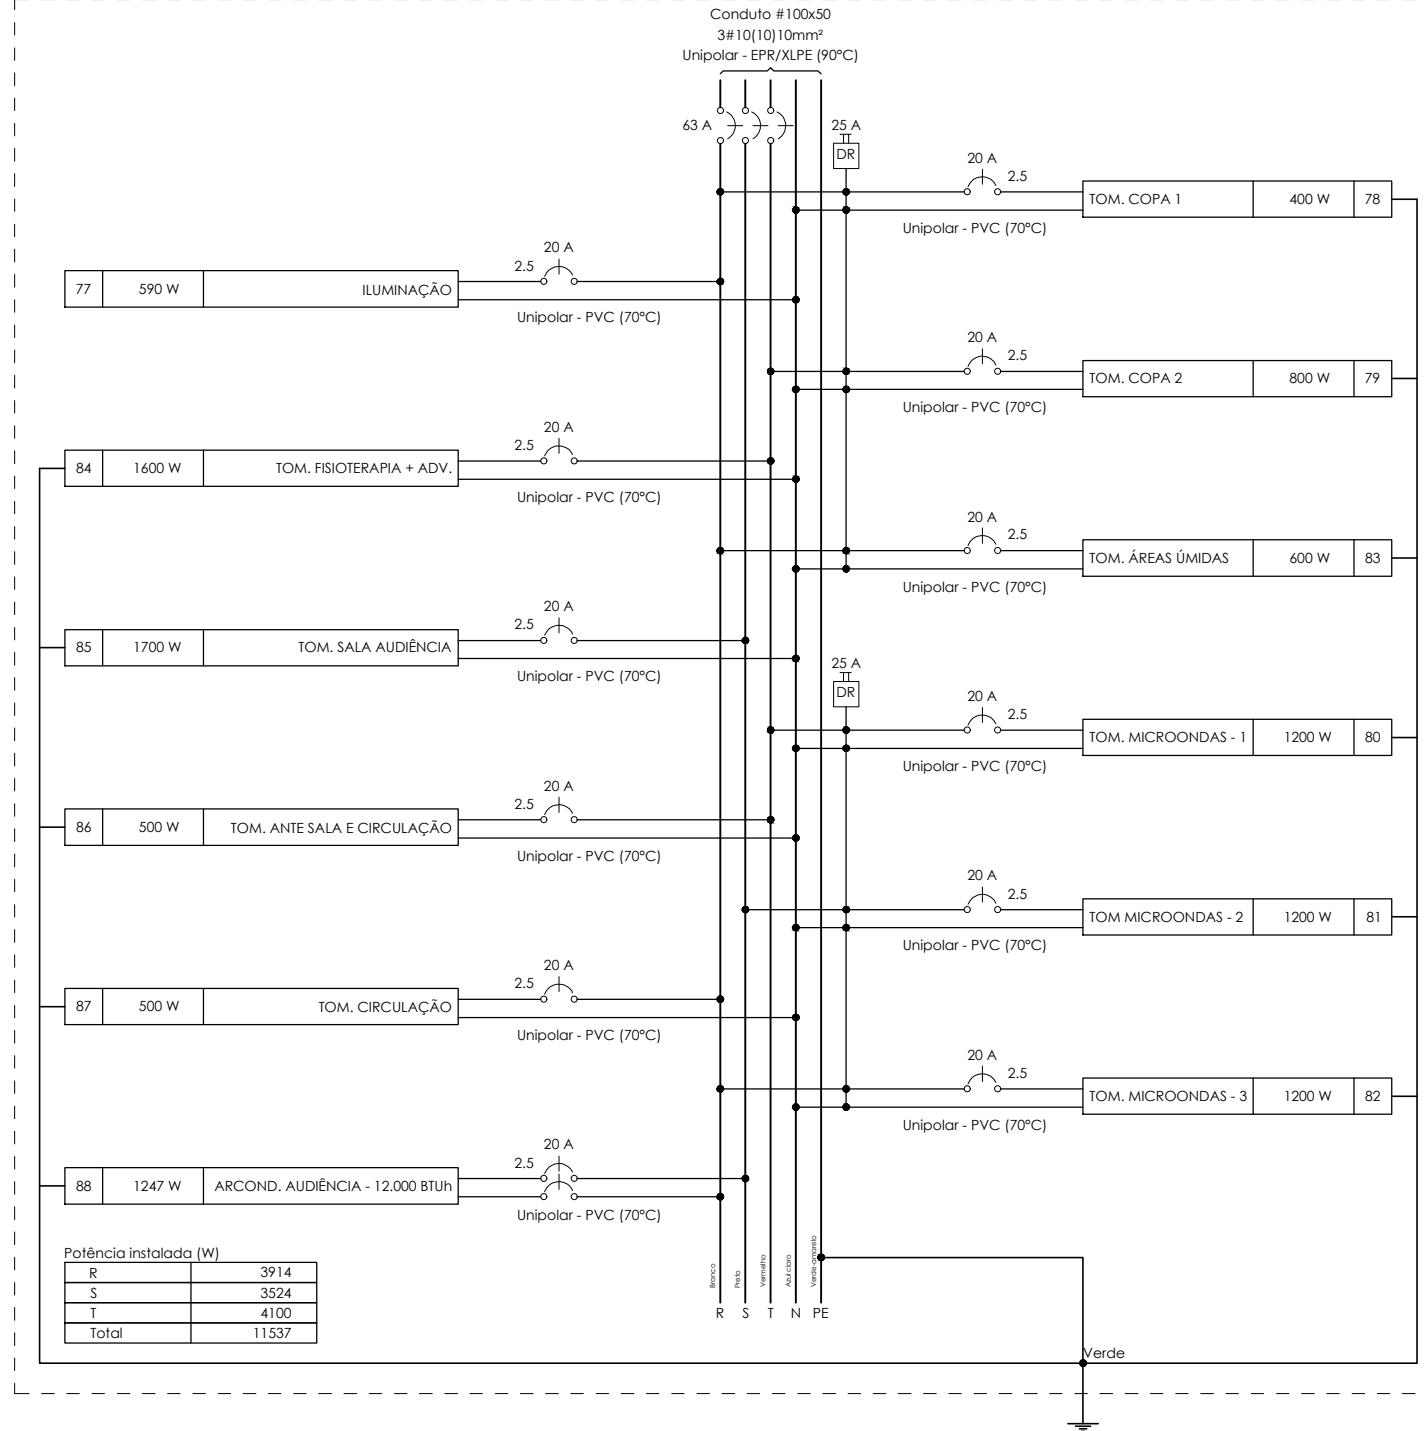 Conduto #100x50
3#10(10)10mm²
Unipolar - EPR/XLPE (90°C)
63 A
25 A
DR
20 A
2.5
TOM. COPA 1 400 W 78
Unipolar - PVC (70°C)
20 A
2.5
77 590 W ILUMINAÇÃO
Unipolar - PVC (70°C)
20 A
2.5
TOM. COPA 2 800 W 79
Unipolar - PVC (70°C)
20 A
2.5
84 1600 W TOM. FISIOTERAPIA + ADV.
Unipolar - PVC (70°C)
20 A
2.5
TOM. ÁREAS ÚMIDAS 600 W 83
Unipolar - PVC (70°C)
20 A
2.5
85 1700 W TOM. SALA AUDIÊNCIA
Unipolar - PVC (70°C)
25 A
DR
20 A
2.5
TOM. MICROONDAS - 1 1200 W 80
Unipolar - PVC (70°C)
20 A
2.5
86 500 W TOM. ANTE SALA E CIRCULAÇÃO
Unipolar - PVC (70°C)
20 A
2.5
TOM MICROONDAS - 2 1200 W 81
Unipolar - PVC (70°C)
20 A
2.5
87 500 W TOM. CIRCULAÇÃO
Unipolar - PVC (70°C)
20 A
2.5
TOM. MICROONDAS - 3 1200 W 82
Unipolar - PVC (70°C)
20 A
2.5
88 1247 W ARCOND. AUDIÊNCIA - 12.000 BTUh
Unipolar - PVC (70°C)
Potência instalada (W)
R 3914
S 3524
T 4100
Total 11537
Branco
Preto
Vermelho
Azul claro
Verde-amarelo
R S T N PE
Verde